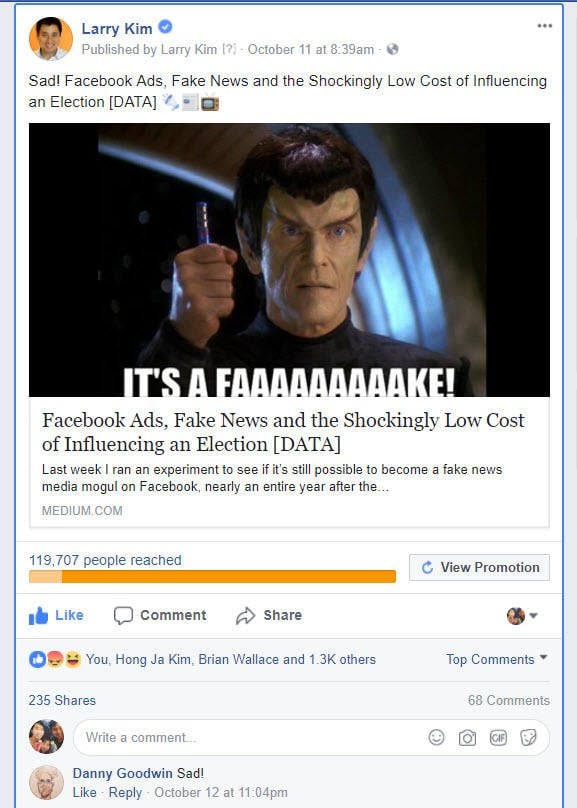 Larry Kim
Published by Larry Kim [?] · October 11 at 8:39am ·
Sad! Facebook Ads, Fake News and the Shockingly Low Cost of Influencing
an Election [DATA]
IT'S A FAAAAAAAAAAKE!
Facebook Ads, Fake News and the Shockingly Low Cost
of Influencing an Election [DATA]
Last week I ran an experiment to see if it's still possible to become a fake news
media mogul on Facebook, nearly an entire year after the...
MEDIUM.COM
119,707 people reached
View Promotion
Like Comment Share
You, Hong Ja Kim, Brian Wallace and 1.3K others Top Comments
235 Shares 68 Comments
Write a comment...
GIF
Danny Goodwin Sad!
Like · Reply · October 12 at 11:04pm